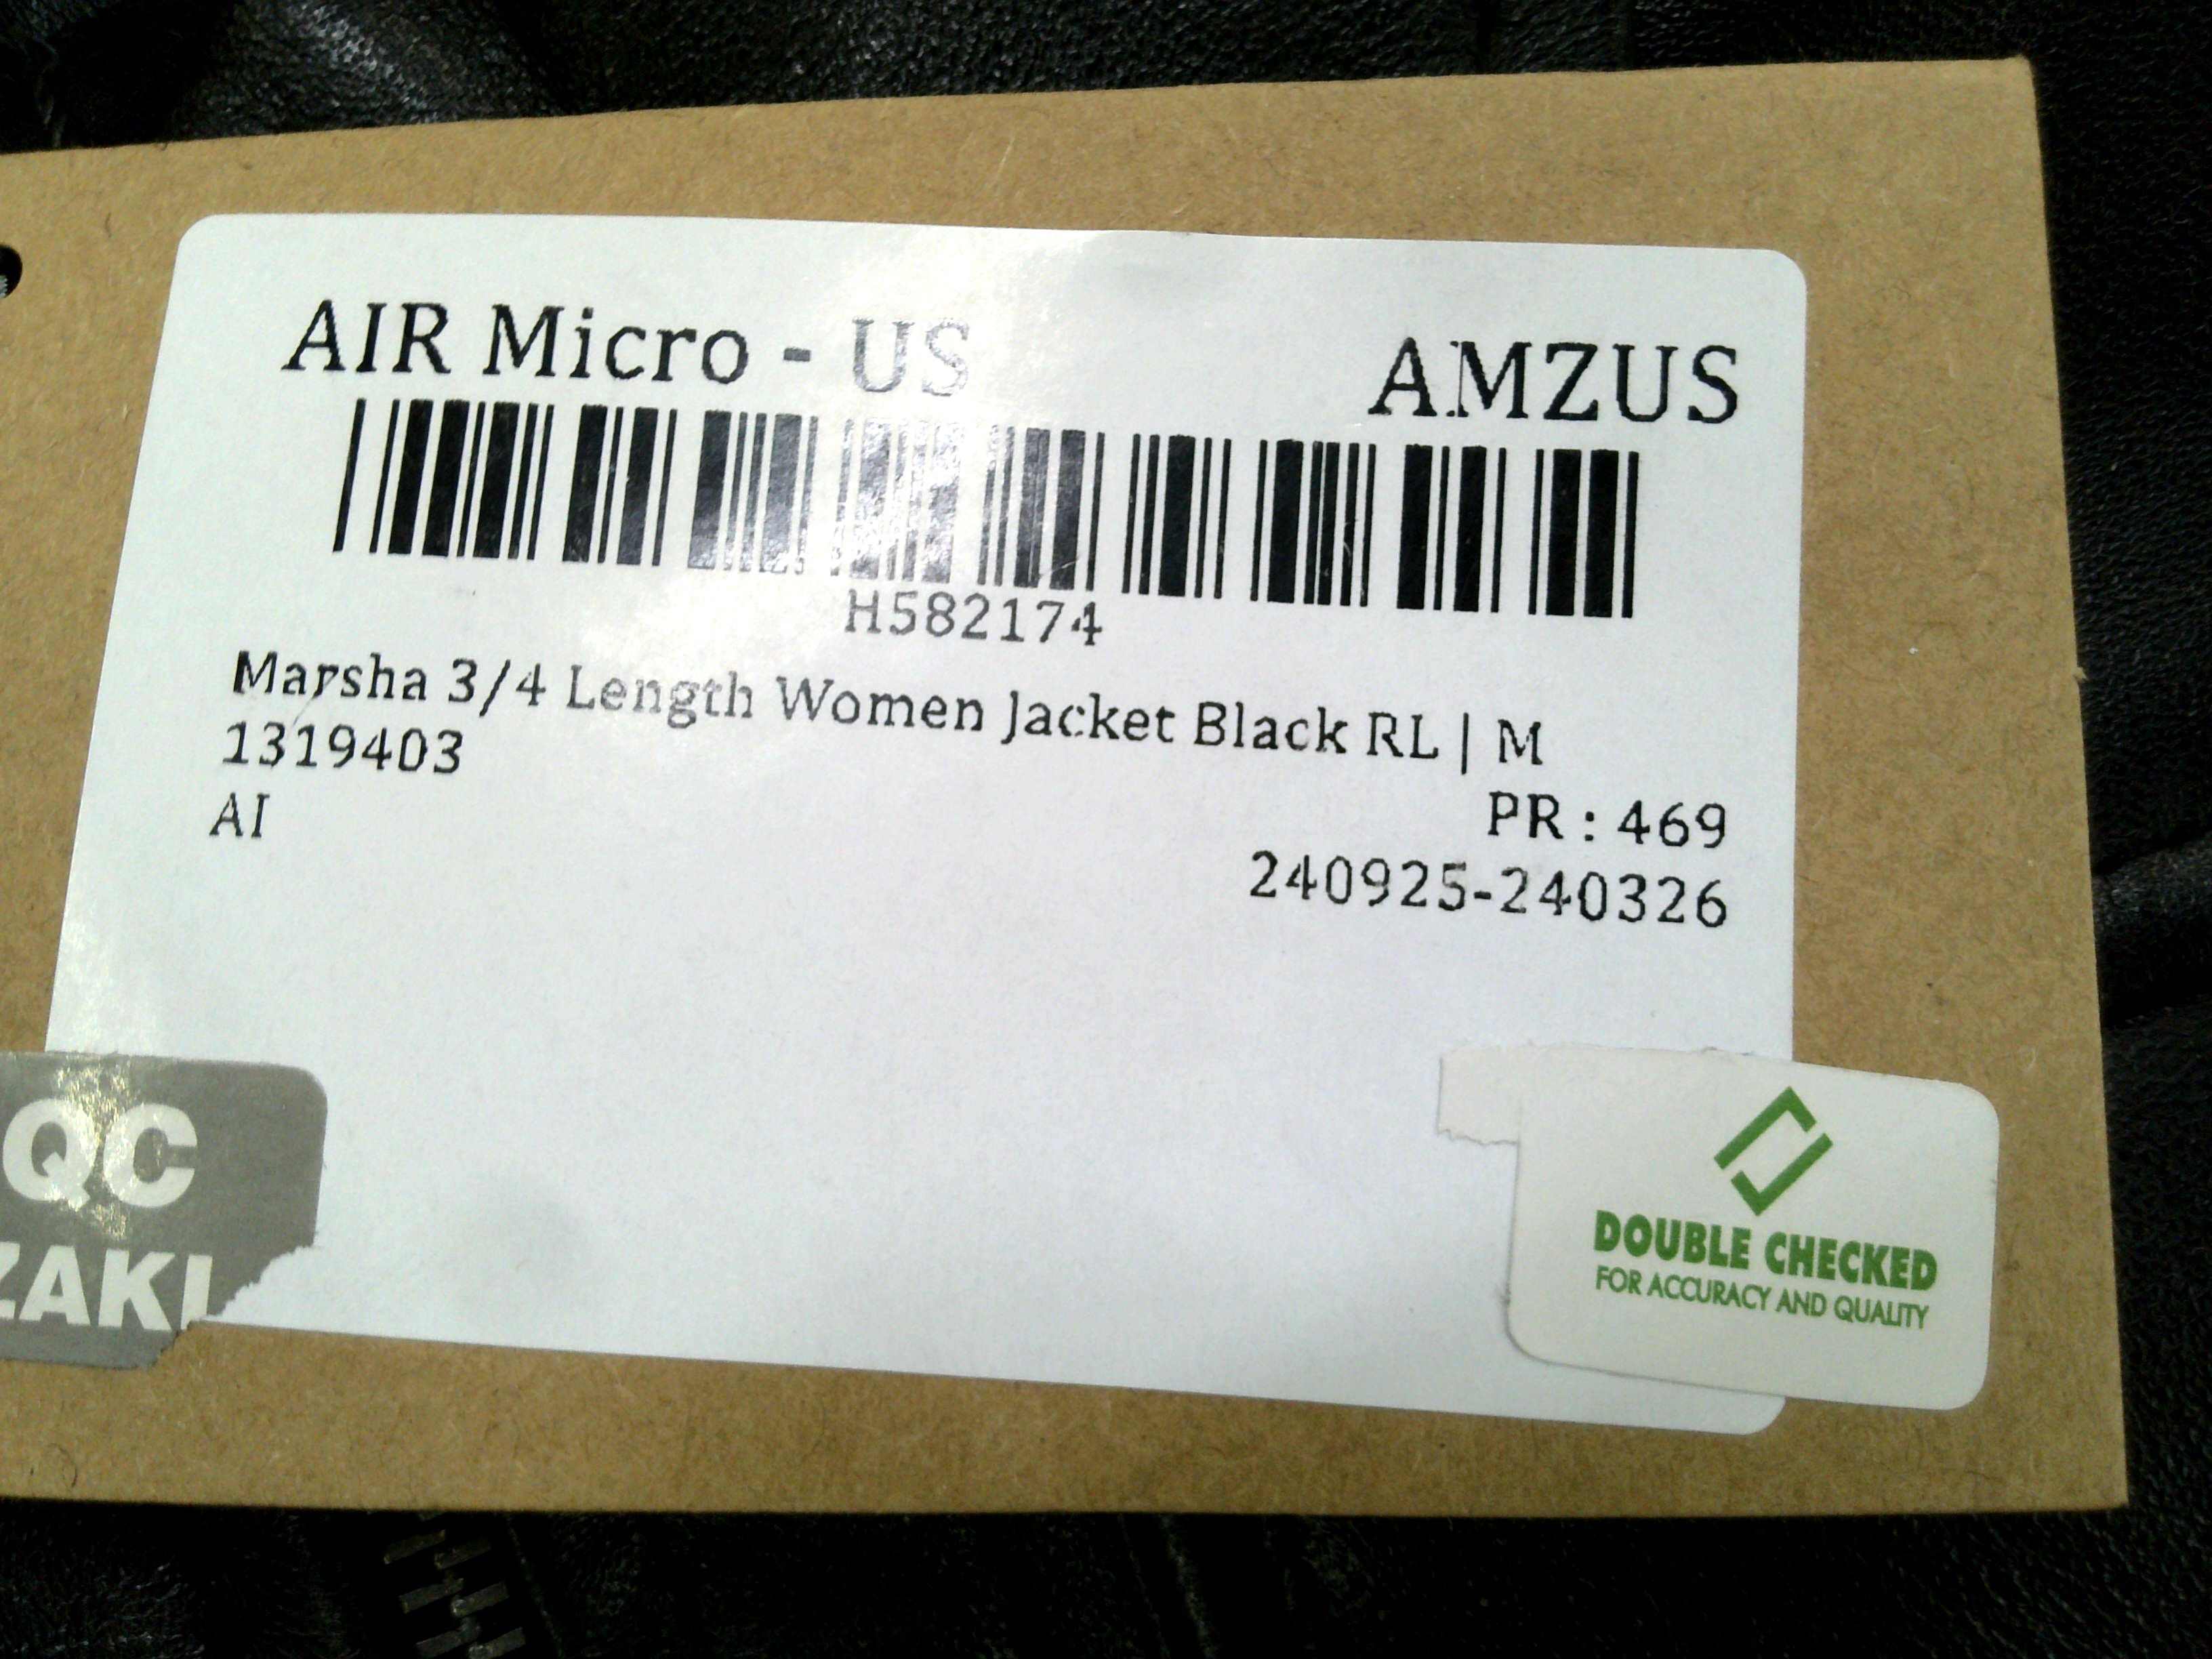 AIR Micro - US AMZUS
H582174
Marsha 3/4 Length Women Jacket Black RL | M
1319403
PR : 469
AI
240925-240326
QC
ZAKI
DOUBLE CHECKED
FOR ACCURACY AND QUALITY